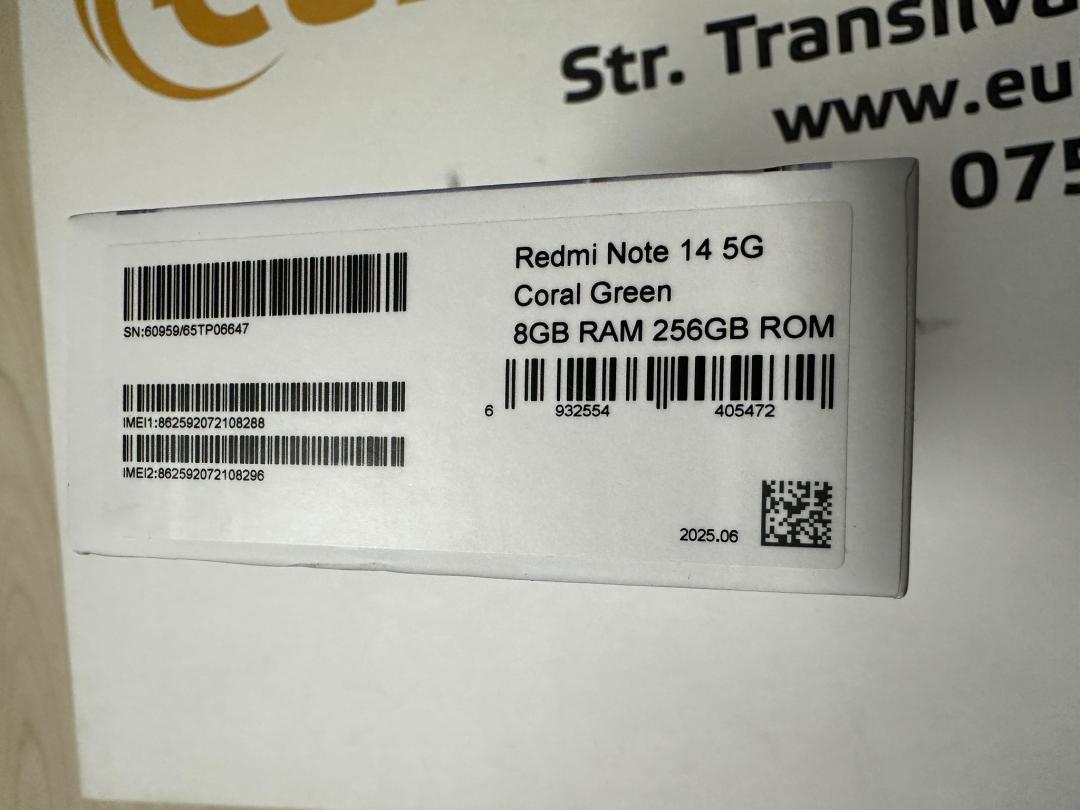 Str. Transilva
www.eu
075
SN:60959/65TP06647
IMEI1:862592072108288
IMEI2:862592072108296
Redmi Note 14 5G
Coral Green
8GB RAM 256GB ROM
6 932554 405472
2025.06